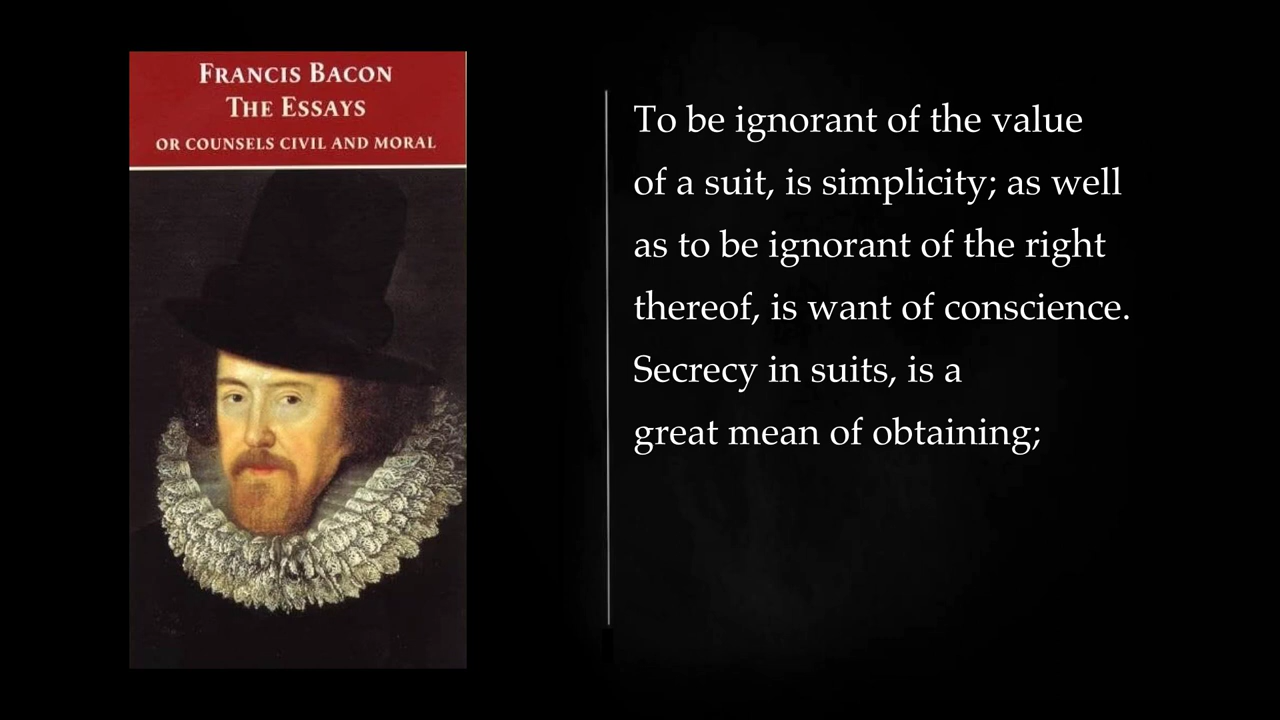 FRANCIS BACON
THE ESSAYS
OR COUNSELS CIVIL AND MORAL
To be ignorant of the value
of a suit, is simplicity; as well
as to be ignorant of the right
thereof, is want of conscience.
Secrecy in suits, is a
great mean of obtaining;